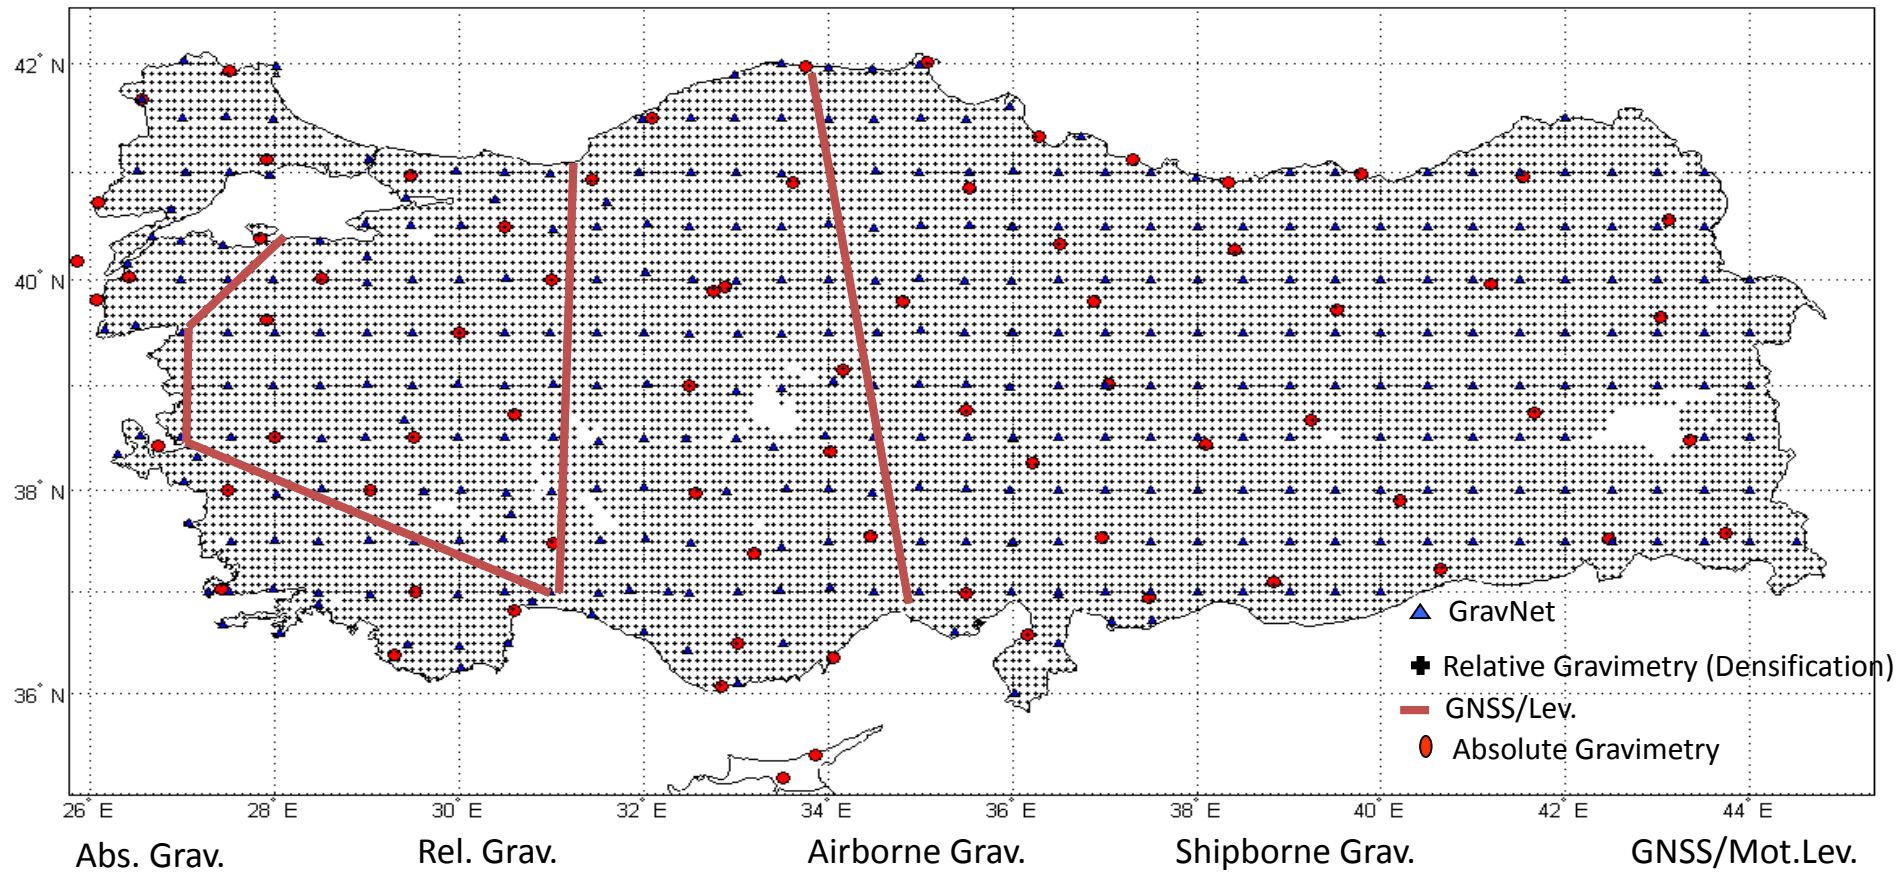 42° N
40° N
38° N
36° N
GravNet
Relative Gravimetry (Densification)
GNSS/Lev.
Absolute Gravimetry
26° E 28° E 30° E 32° E 34° E 36° E 38° E 40° E 42° E 44° E
Abs. Grav. Rel. Grav. Airborne Grav. Shipborne Grav. GNSS/Mot.Lev.